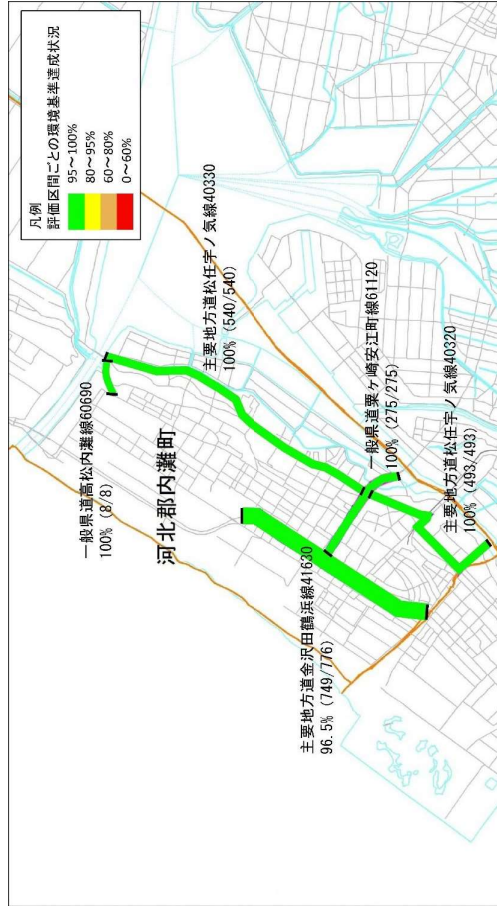 凡例
評価区間ごとの環境基準達成状況
95～100%
80～95%
60～80%
0～60%
一般県道高松内灘線60690
100% (8/8)
河北郡内灘町
主要地方道松任宇ノ気線40330
100% (540/540)
主要地方道金沢田鶴浜線41630
96.5% (749/776)
一般県道粟ヶ崎安江町線61120
100% (275/275)
主要地方道松任宇ノ気線40320
100% (493/493)